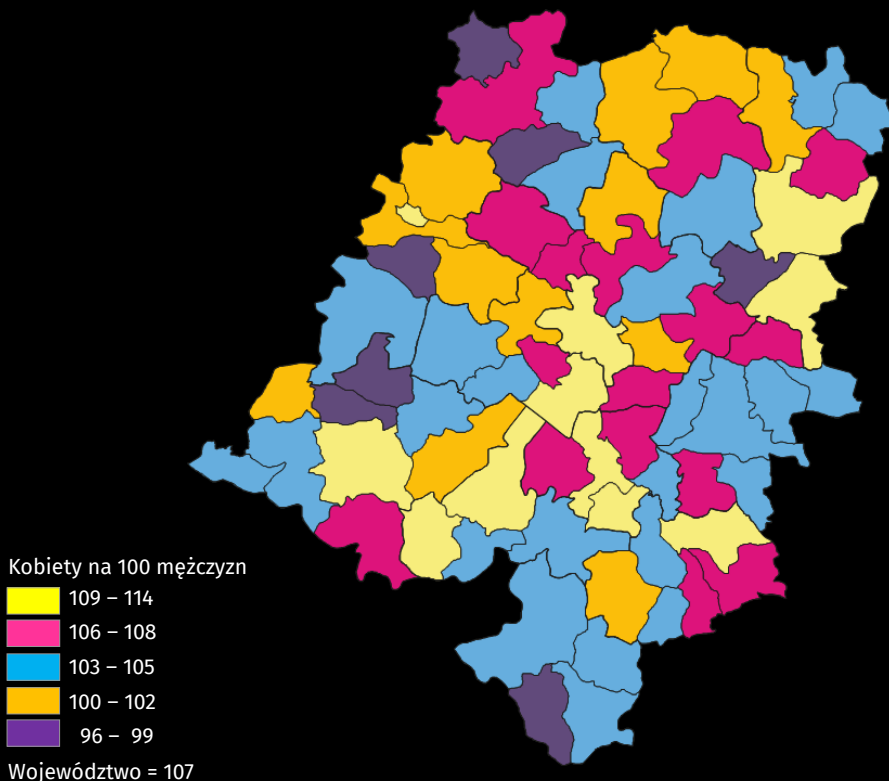 Kobiety na 100 mężczyzn
109 – 114
106 – 108
103 – 105
100 – 102
96 – 99
Województwo = 107